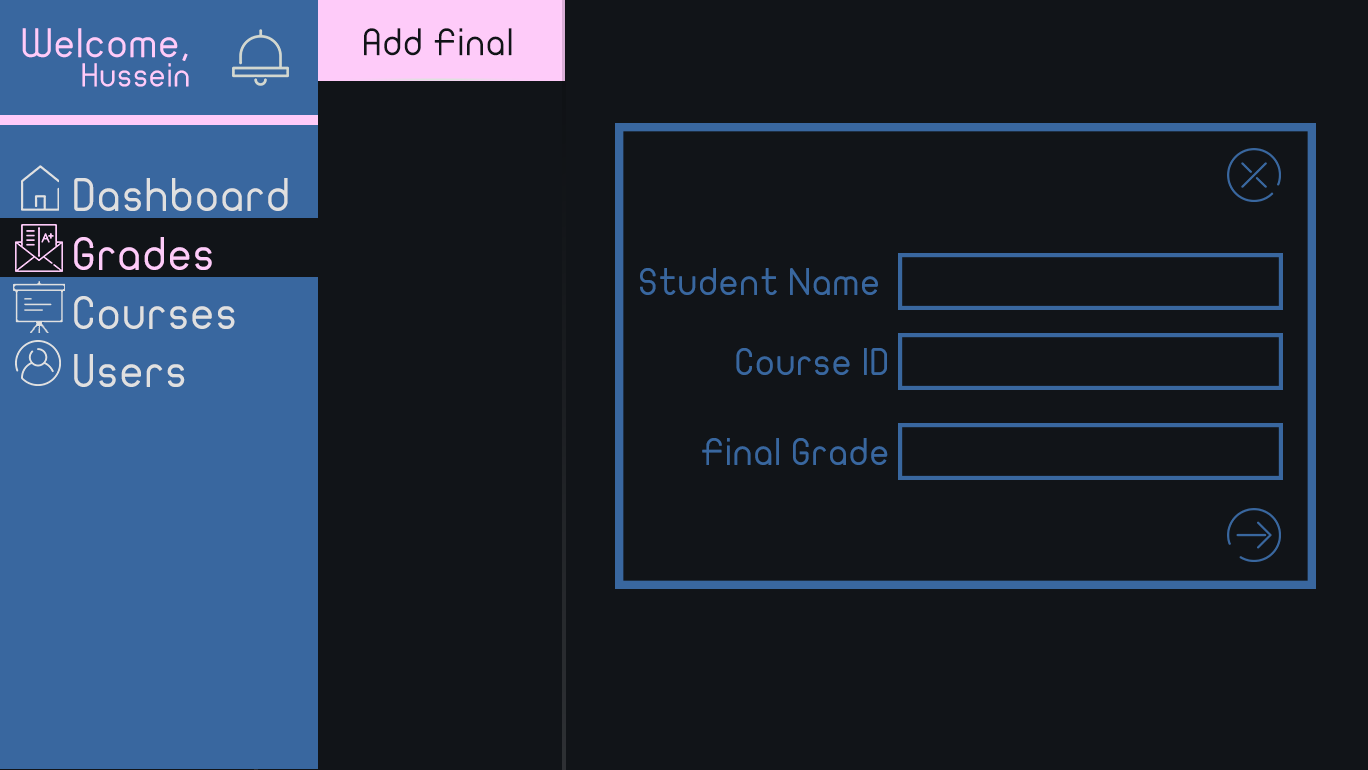 Welcome,
Hussein
Add Final
Dashboard
A+
Grades
Courses
Users
Student Name
Course ID
Final Grade